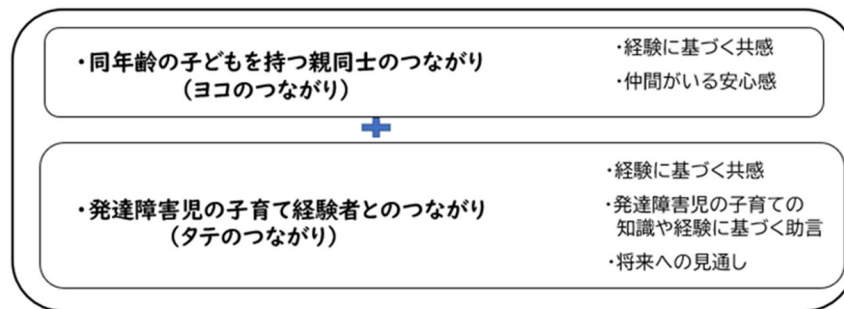 ・同年齢の子どもを持つ親同士のつながり
(ヨコのつながり)
・経験に基づく共感
・仲間がいる安心感
・発達障害児の子育て経験者とのつながり
(タテのつながり)
・経験に基づく共感
・発達障害児の子育ての
知識や経験に基づく助言
・将来への見通し